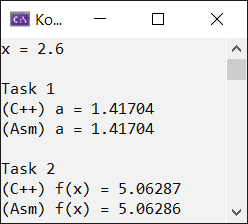 Ko...
x = 2.6
Task 1
(C++) a = 1.41704
(Asm) a = 1.41704
Task 2
(C++) f(x) = 5.06287
(Asm) f(x) = 5.06286